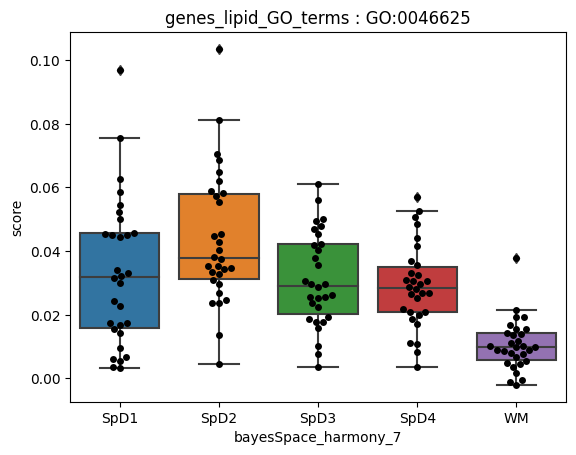 genes_lipid_GO_terms : GO:0046625
0.10
0.08
0.06
0.04
0.02
0.00
score
SpD1 SpD2 SpD3 SpD4 WM
bayesSpace_harmony_7